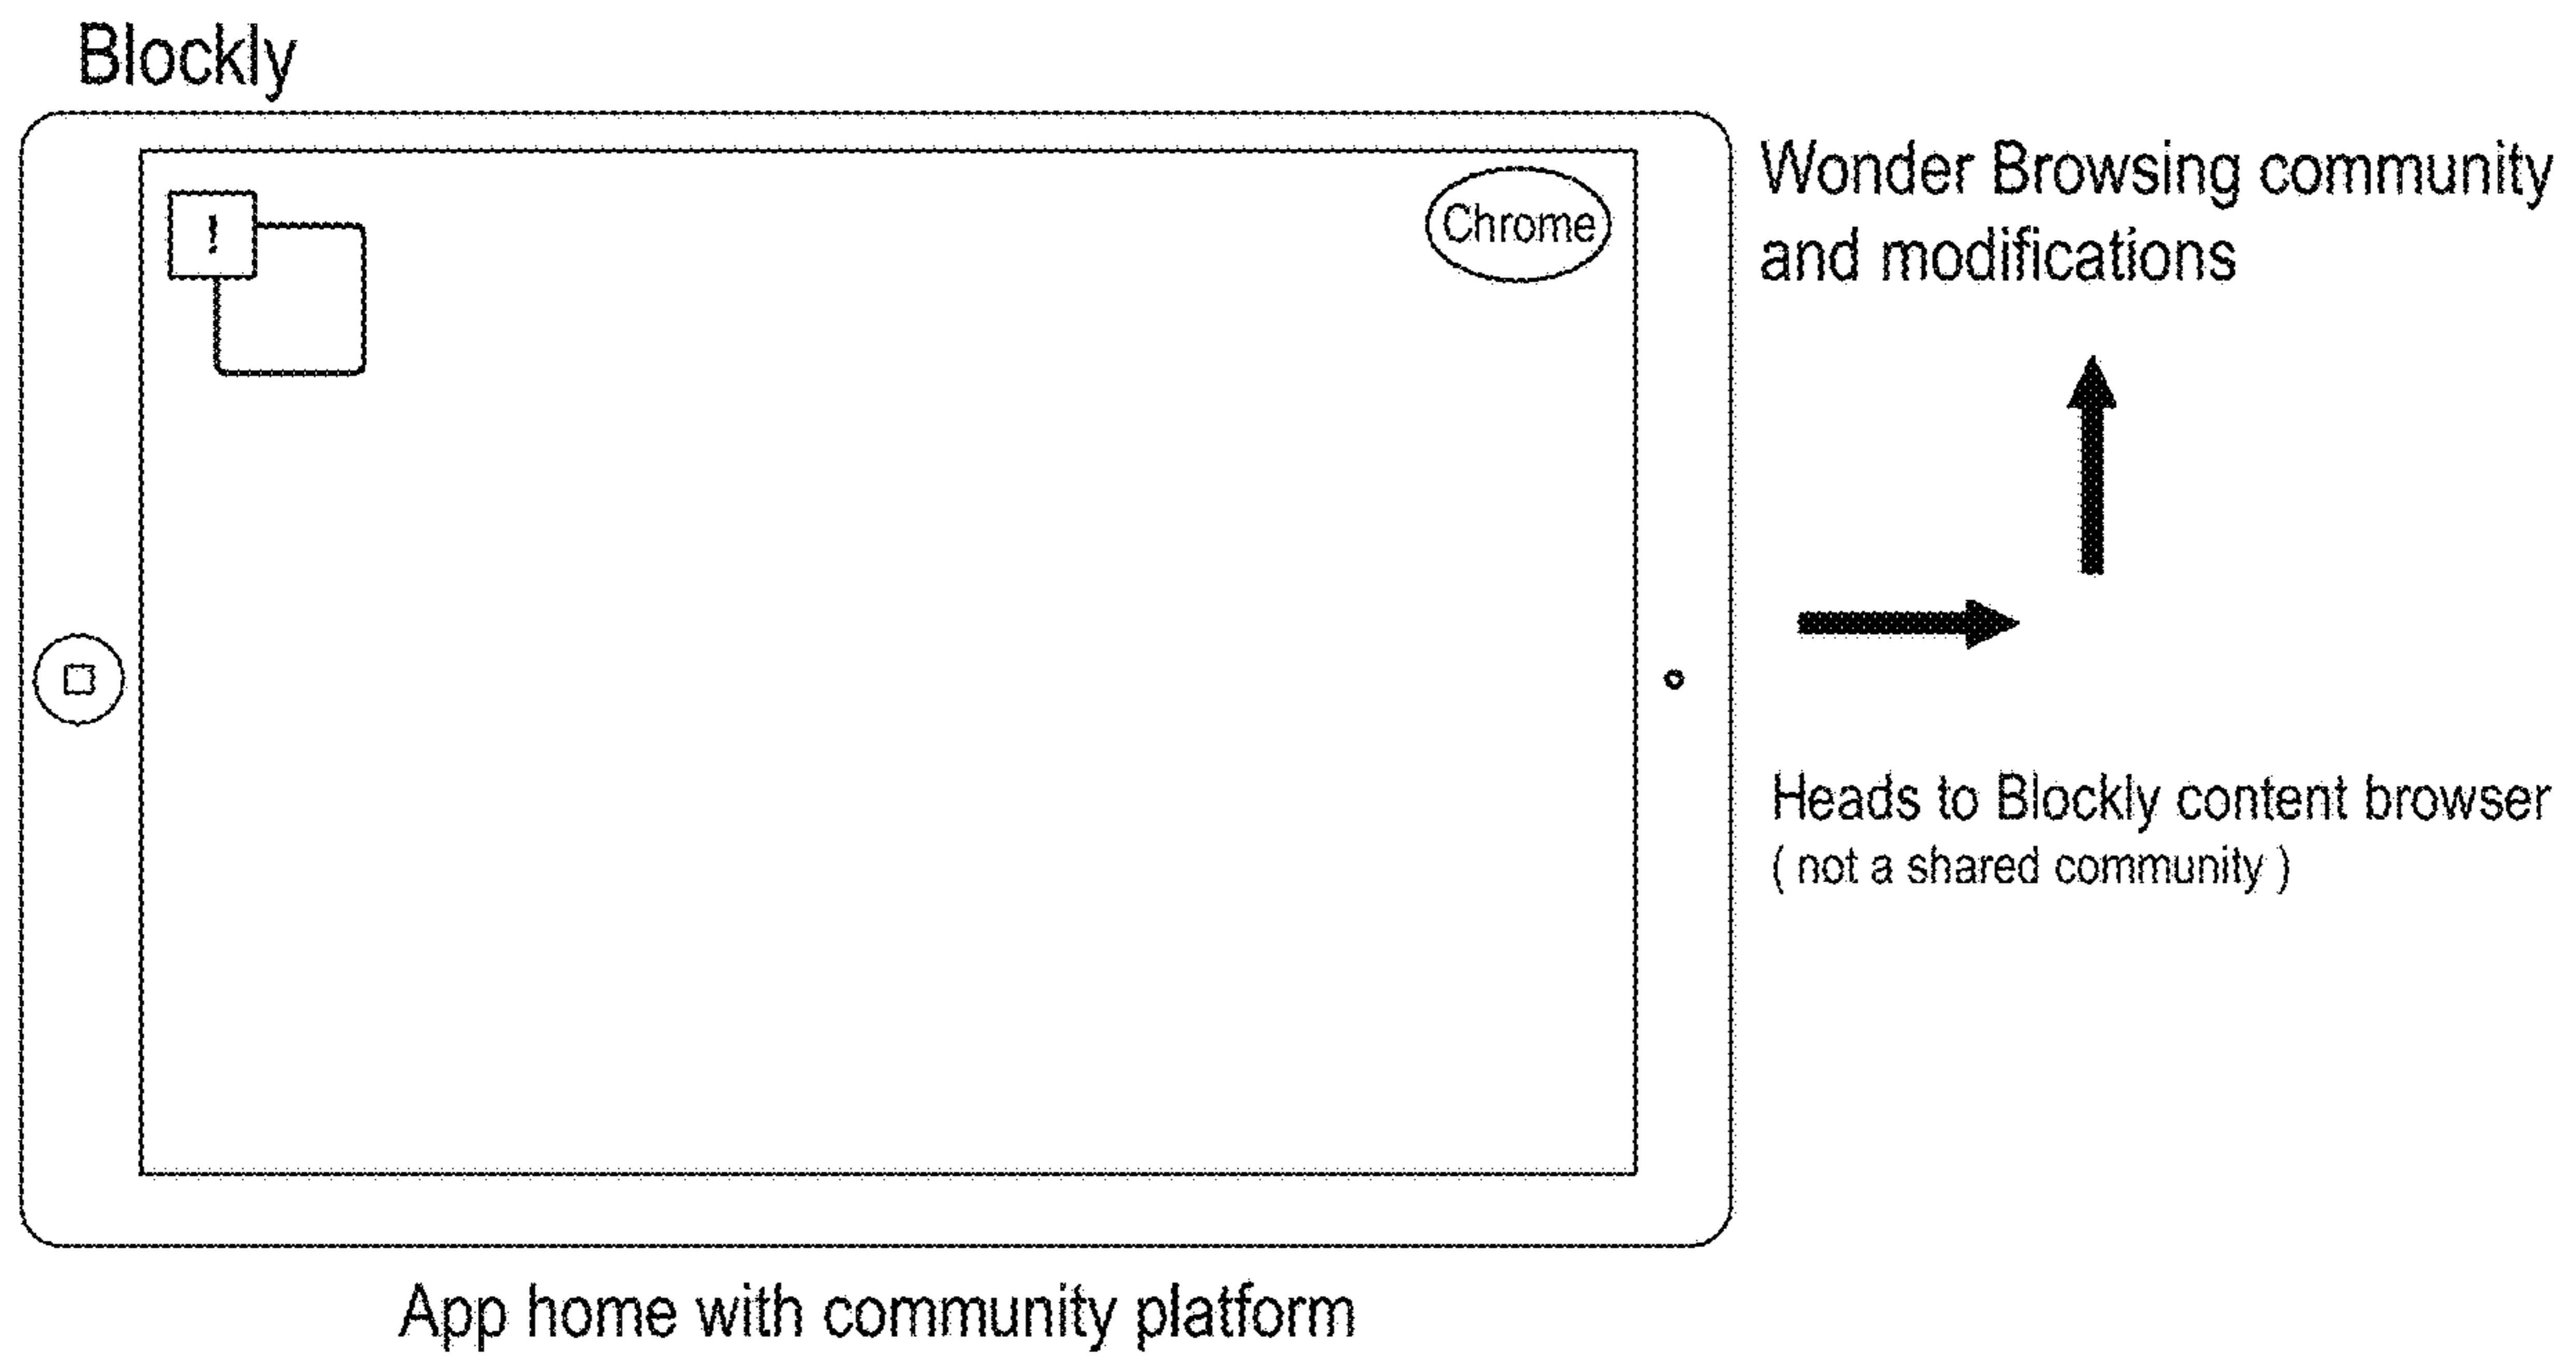 Blockly
!
Chrome
Wonder Browsing community
and modifications
Heads to Blockly content browser
( not a shared community )
App home with community platform